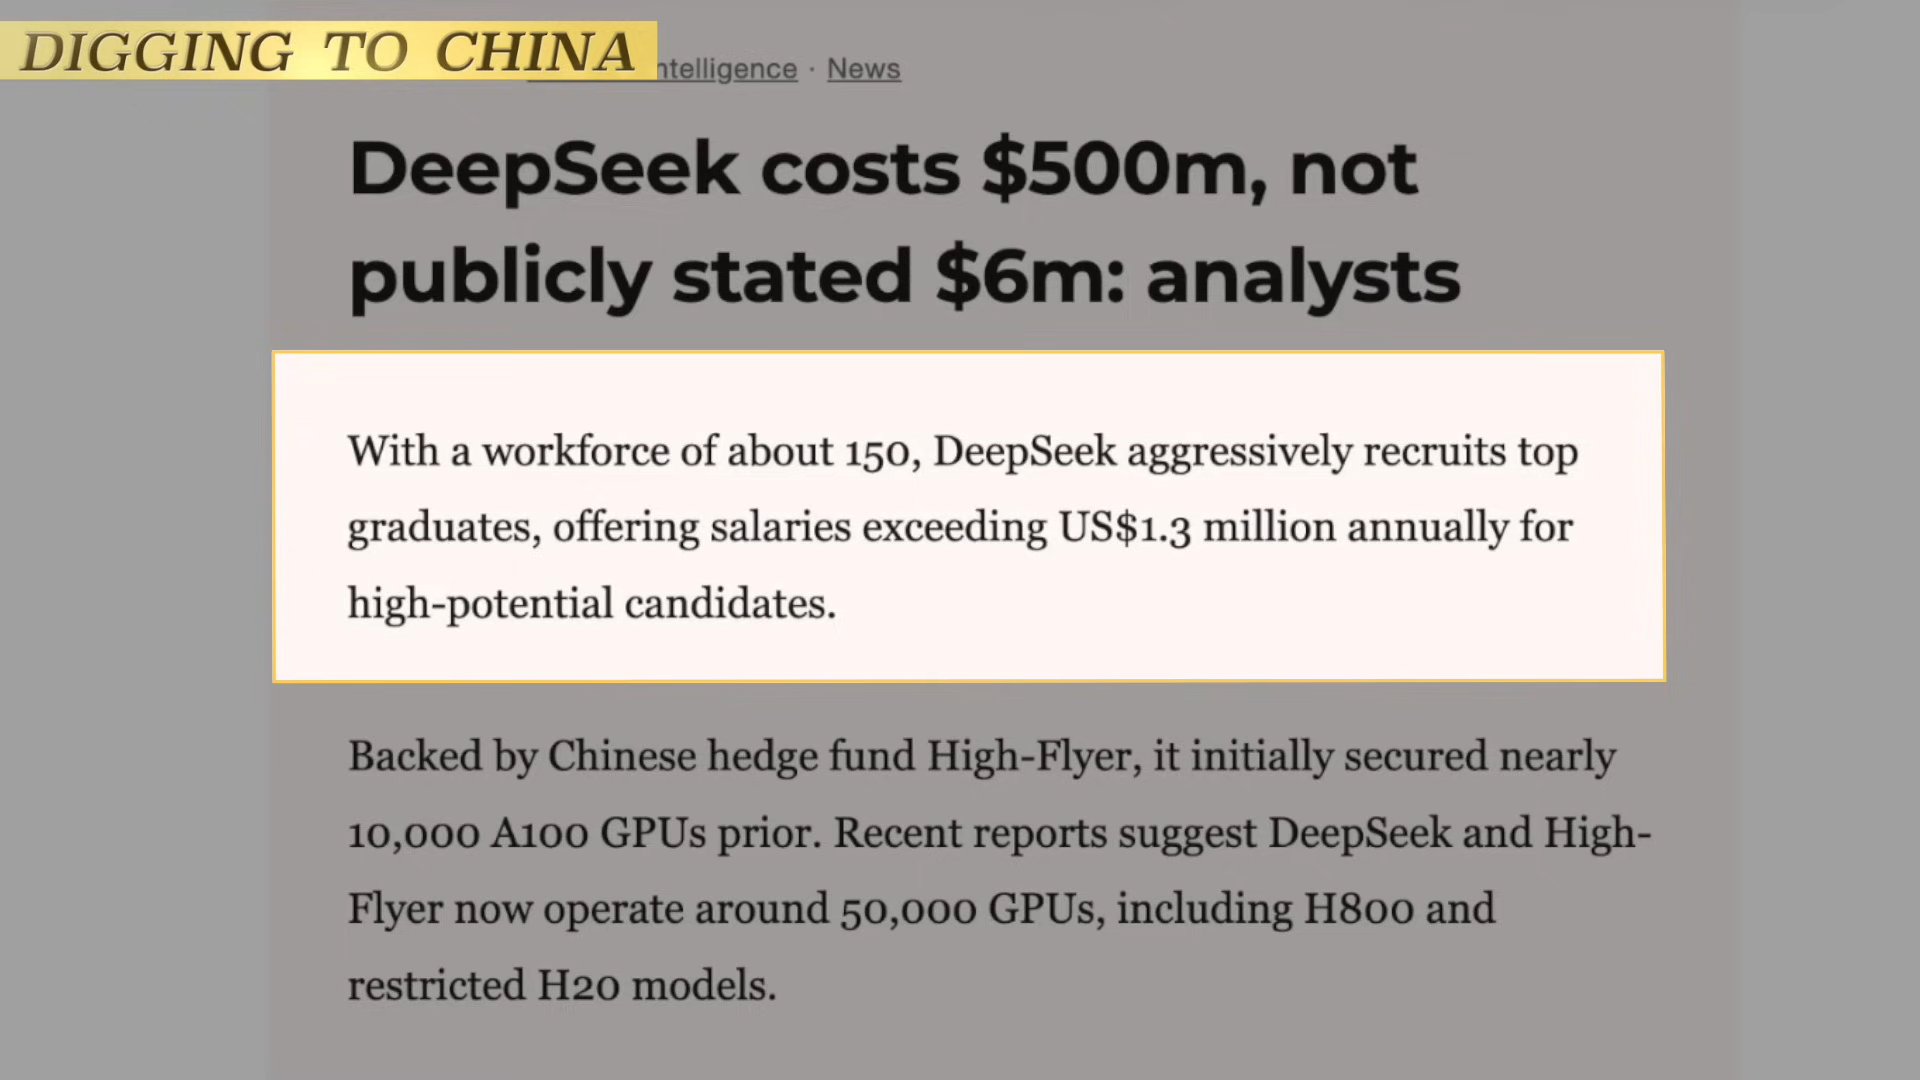 DIGGING TO CHINA
ntelligence · News
DeepSeek costs $500m, not
publicly stated $6m: analysts
With a workforce of about 150, DeepSeek aggressively recruits top
graduates, offering salaries exceeding US$1.3 million annually for
high-potential candidates.
Backed by Chinese hedge fund High-Flyer, it initially secured nearly
10,000 A100 GPUs prior. Recent reports suggest DeepSeek and High-
Flyer now operate around 50,000 GPUs, including H800 and
restricted H20 models.